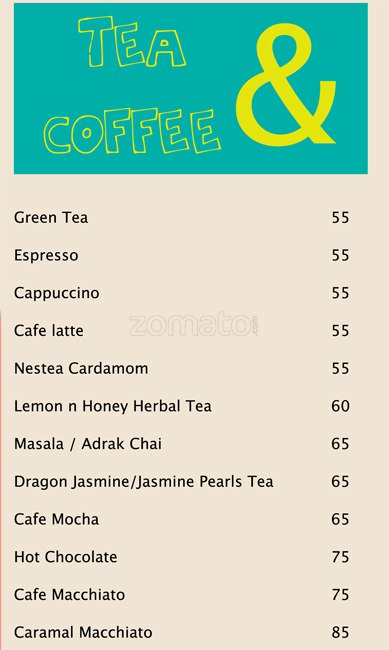 TEA &
COFFEE
Green Tea 55
Espresso 55
Cappuccino 55
Cafe latte 55
zomato.com
Nestea Cardamom 55
Lemon n Honey Herbal Tea 60
Masala / Adrak Chai 65
Dragon Jasmine/Jasmine Pearls Tea 65
Cafe Mocha 65
Hot Chocolate 75
Cafe Macchiato 75
Caramal Macchiato 85